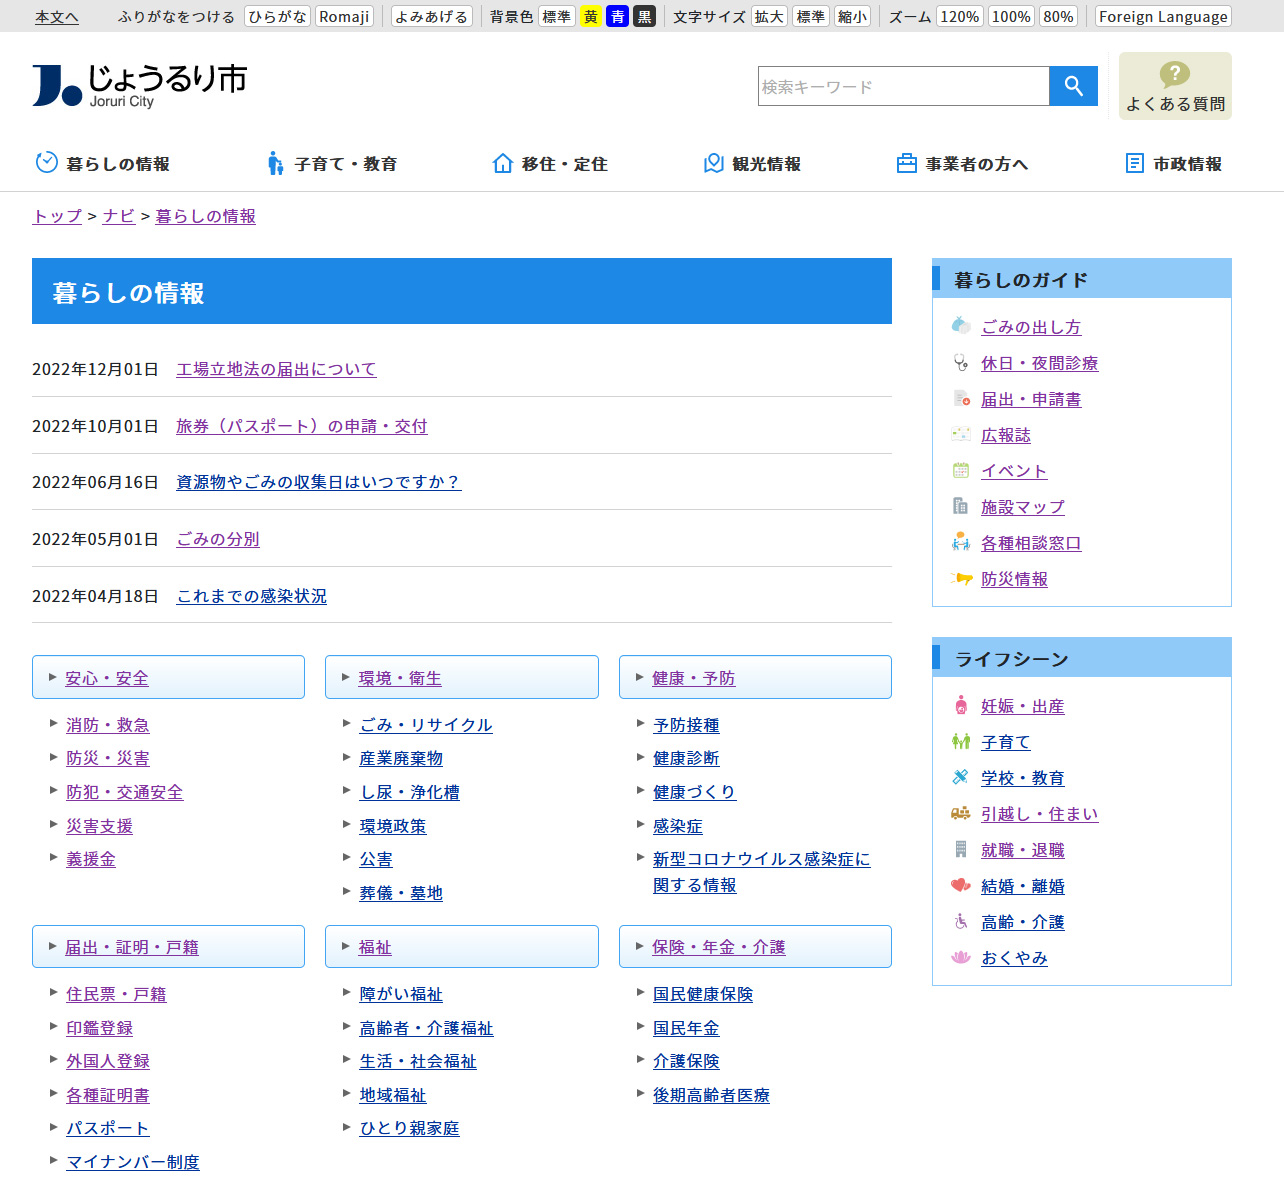 本文へ ふりがなをつける ひらがな Romaji よみあげる 背景色 標準 黄 青 黒 文字サイズ 拡大 標準 縮小 ズーム 120% 100% 80% Foreign Language
じょうるり市
Joruri City
検索キーワード
?
よくある質問
暮らしの情報 子育て・教育 移住・定住 観光情報 事業者の方へ 市政情報
トップ > ナビ > 暮らしの情報
暮らしの情報
2022年12月01日 工場立地法の届出について
2022年10月01日 旅券（パスポート）の申請・交付
2022年06月16日 資源物やごみの収集日はいつですか？
2022年05月01日 ごみの分別
2022年04月18日 これまでの感染状況
安心・安全
消防・救急
防災・災害
防犯・交通安全
災害支援
義援金
環境・衛生
ごみ・リサイクル
産業廃棄物
し尿・浄化槽
環境政策
公害
葬儀・墓地
健康・予防
予防接種
健康診断
健康づくり
感染症
新型コロナウイルス感染症に
関する情報
届出・証明・戸籍
住民票・戸籍
印鑑登録
外国人登録
各種証明書
パスポート
マイナンバー制度
福祉
障がい福祉
高齢者・介護福祉
生活・社会福祉
地域福祉
ひとり親家庭
保険・年金・介護
国民健康保険
国民年金
介護保険
後期高齢者医療
暮らしのガイド
ごみの出し方
休日・夜間診療
届出・申請書
広報誌
イベント
施設マップ
各種相談窓口
防災情報
ライフシーン
妊娠・出産
子育て
学校・教育
引越し・住まい
就職・退職
結婚・離婚
高齢・介護
おくやみ